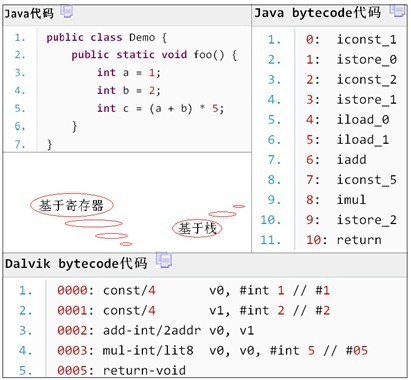 Java代码
1. public class Demo {
2. public static void foo() {
3. int a = 1;
4. int b = 2;
5. int c = (a + b) * 5;
6. }
7. }
基于寄存器
基于栈
Java bytecode代码
1. 0: iconst_1
2. 1: istore_0
3. 2: iconst_2
4. 3: istore_1
5. 4: iload_0
6. 5: iload_1
7. 6: iadd
8. 7: iconst_5
9. 8: imul
10. 9: istore_2
11. 10: return
Dalvik bytecode代码
1. 0000: const/4 v0, #int 1 // #1
2. 0001: const/4 v1, #int 2 // #2
3. 0002: add-int/2addr v0, v1
4. 0003: mul-int/lit8 v0, v0, #int 5 // #05
5. 0005: return-void